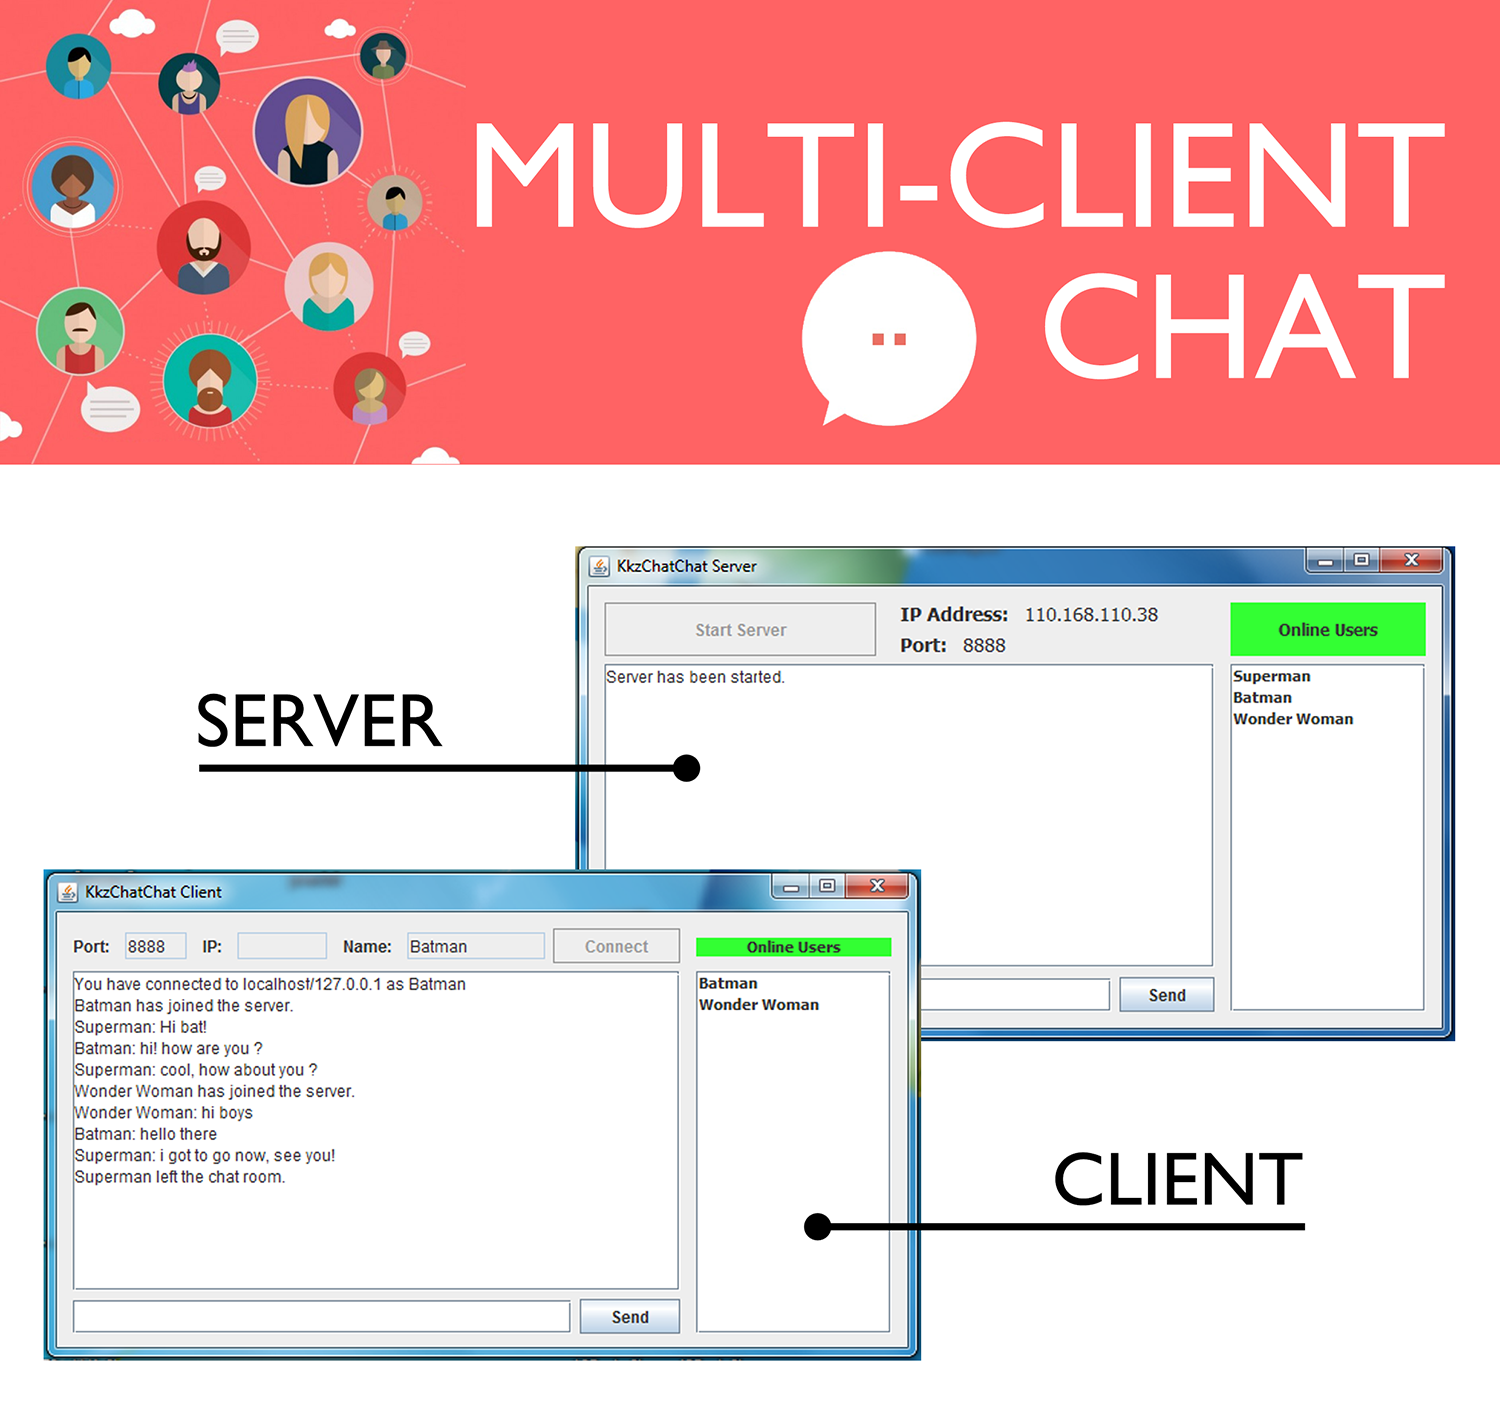 MULTI-CLIENT
CHAT
KkzChatChat Server
Start Server
IP Address: 110.168.110.38
Port: 8888
Online Users
Server has been started.
Superman
Batman
Wonder Woman
Send
SERVER
KkzChatChat Client
Port: 8888 IP: Name: Batman Connect
Online Users
You have connected to localhost/127.0.0.1 as Batman
Batman has joined the server.
Superman: Hi bat!
Batman: hi! how are you ?
Superman: cool, how about you ?
Wonder Woman has joined the server.
Wonder Woman: hi boys
Batman: hello there
Superman: i got to go now, see you!
Superman left the chat room.
Batman
Wonder Woman
Send
CLIENT